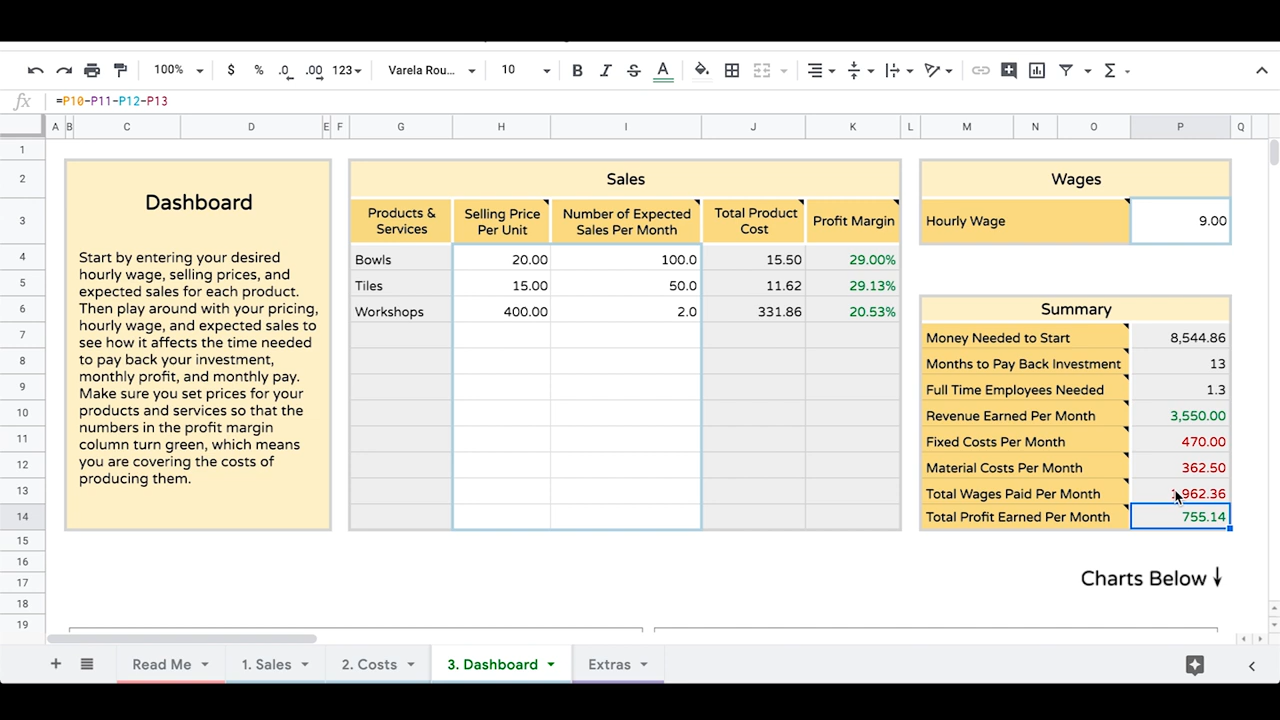 100% $ % .0 .00 123 Varela Rou... 10 B I S A Σ
fx =P10-P11-P12-P13
A B C D E F G H I J K L M N O P Q
1
2
3
4
5
6
7
8
9
10
11
12
13
14
15
16
17
18
19
Dashboard
Start by entering your desired
hourly wage, selling prices, and
expected sales for each product.
Then play around with your pricing,
hourly wage, and expected sales to
see how it affects the time needed
to pay back your investment,
monthly profit, and monthly pay.
Make sure you set prices for your
products and services so that the
numbers in the profit margin
column turn green, which means
you are covering the costs of
producing them.
Sales
Products & Services Selling Price Per Unit Number of Expected Sales Per Month Total Product Cost Profit Margin
Bowls 20.00 100.0 15.50 29.00%
Tiles 15.00 50.0 11.62 29.13%
Workshops 400.00 2.0 331.86 20.53%
Wages
Hourly Wage 9.00
Summary
Money Needed to Start 8,544.86
Months to Pay Back Investment 13
Full Time Employees Needed 1.3
Revenue Earned Per Month 3,550.00
Fixed Costs Per Month 470.00
Material Costs Per Month 362.50
Total Wages Paid Per Month 1,962.36
Total Profit Earned Per Month 755.14
Charts Below ↓
+ Read Me 1. Sales 2. Costs 3. Dashboard Extras